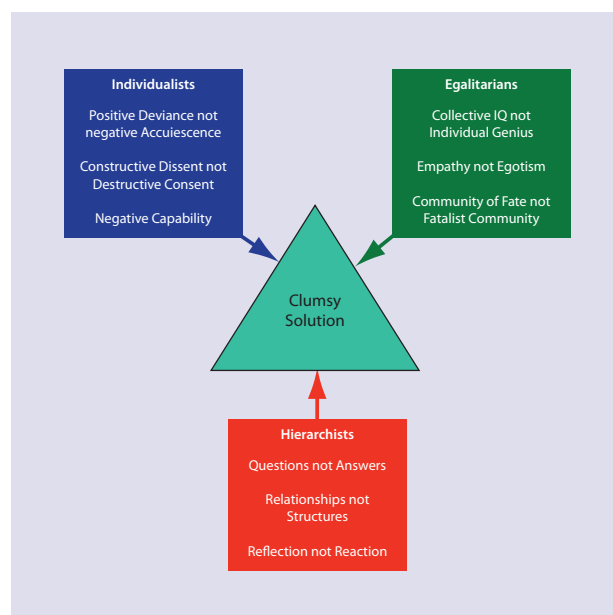 Individualists
Positive Deviance not
negative Accuiescence
Constructive Dissent not
Destructive Consent
Negative Capability
Egalitarians
Collective IQ not
Individual Genius
Empathy not Egotism
Community of Fate not
Fatalist Community
Clumsy
Solution
Hierarchists
Questions not Answers
Relationships not
Structures
Reflection not Reaction